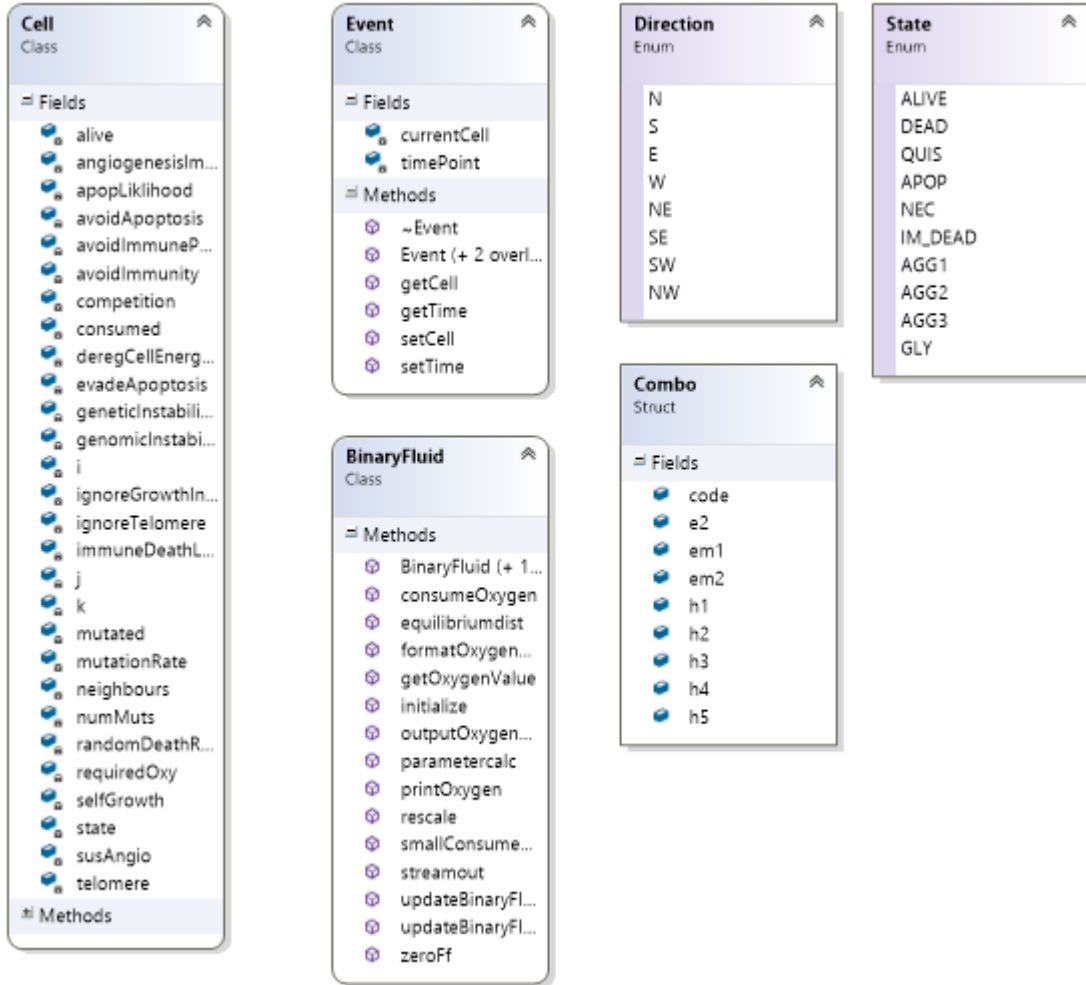 Cell
Class
Fields
alive
angiogenesisIm...
apopLiklihood
avoidApoptosis
avoidImmuneP...
avoidImmunity
competition
consumed
deregCellEnerg...
evadeApoptosis
geneticInstabili...
genomicInstabi...
i
ignoreGrowthIn...
ignoreTelomere
immuneDeathL...
j
k
mutated
mutationRate
neighbours
numMuts
randomDeathR...
requiredOxy
selfGrowth
state
susAngio
telomere
Methods
Event
Class
Fields
currentCell
timePoint
Methods
~Event
Event (+ 2 overl...
getCell
getTime
setCell
setTime
BinaryFluid
Class
Methods
BinaryFluid (+ 1...
consumeOxygen
equilibriumdist
formatOxygen...
getOxygenValue
initialize
outputOxygen...
parametercalc
printOxygen
rescale
smallConsume...
streamout
updateBinaryFl...
updateBinaryFl...
zeroFf
Direction
Enum
N
S
E
W
NE
SE
SW
NW
Combo
Struct
Fields
code
e2
em1
em2
h1
h2
h3
h4
h5
State
Enum
ALIVE
DEAD
QUIS
APOP
NEC
IM_DEAD
AGG1
AGG2
AGG3
GLY